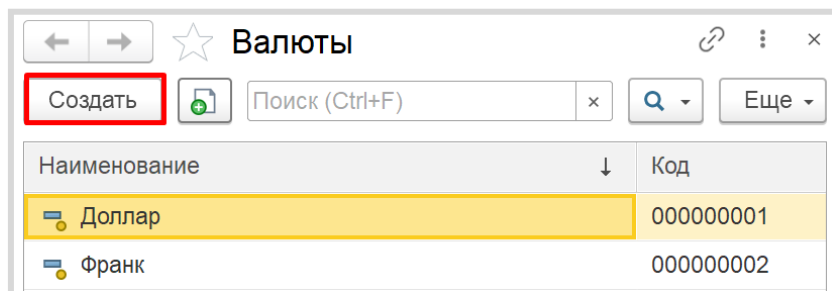 Валюты
Создать Поиск (Ctrl+F) Еще
Наименование Код
Доллар 000000001
Франк 000000002